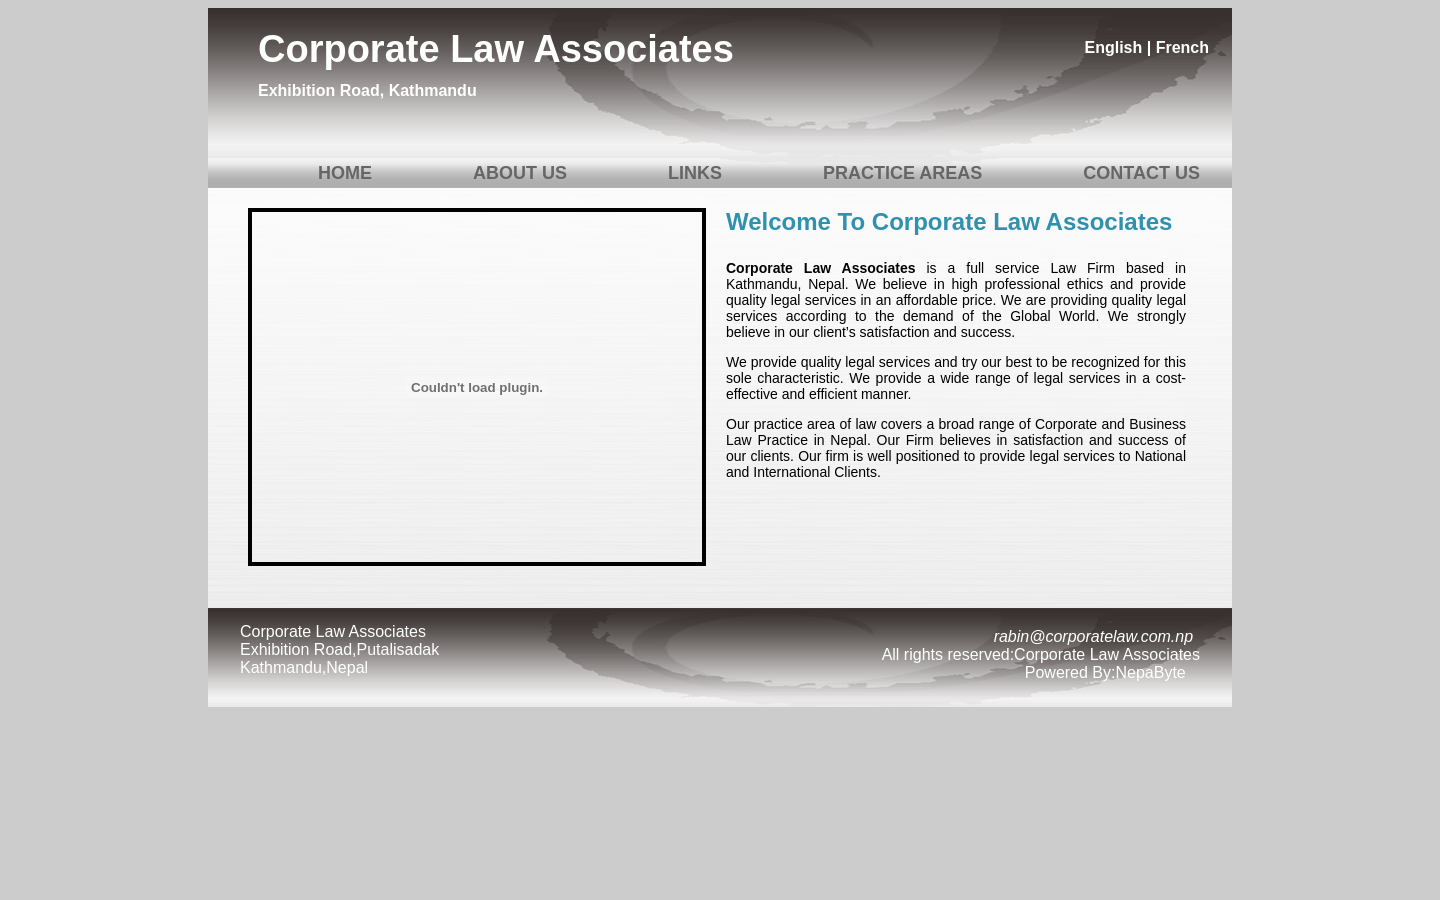 Corporate Law Associates
English | French
Exhibition Road, Kathmandu
HOME ABOUT US LINKS PRACTICE AREAS CONTACT US
Couldn't load plugin.
Welcome To Corporate Law Associates
Corporate Law Associates is a full service Law Firm based in
Kathmandu, Nepal. We believe in high professional ethics and provide
quality legal services in an affordable price. We are providing quality legal
services according to the demand of the Global World. We strongly
believe in our client's satisfaction and success.
We provide quality legal services and try our best to be recognized for this
sole characteristic. We provide a wide range of legal services in a cost-
effective and efficient manner.
Our practice area of law covers a broad range of Corporate and Business
Law Practice in Nepal. Our Firm believes in satisfaction and success of
our clients. Our firm is well positioned to provide legal services to National
and International Clients.
Corporate Law Associates
Exhibition Road,Putalisadak
Kathmandu,Nepal
rabin@corporatelaw.com.np
All rights reserved:Corporate Law Associates
Powered By:NepaByte